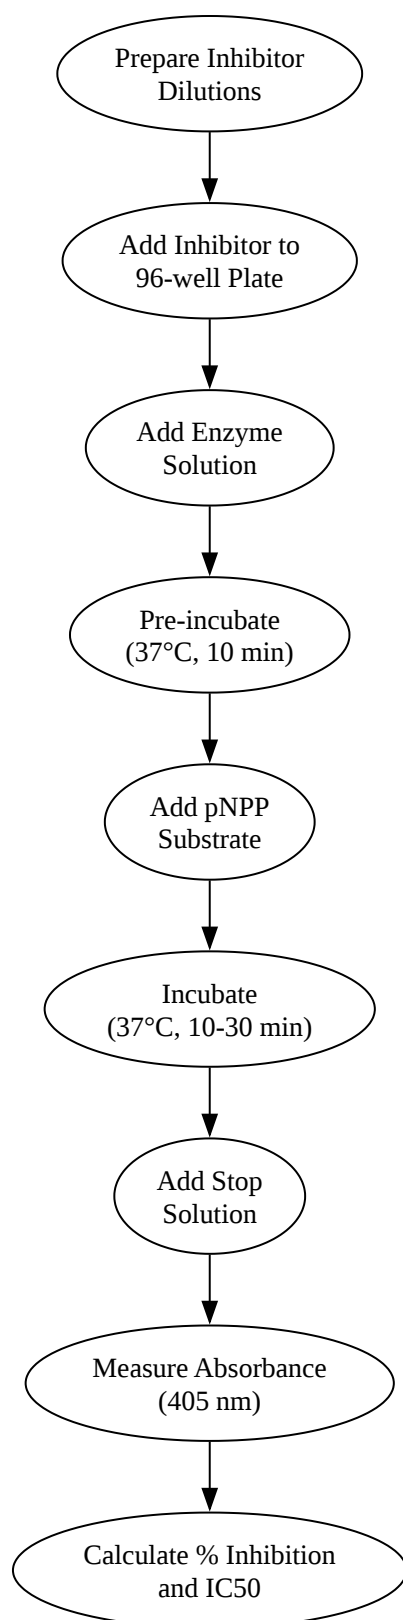 Prepare Inhibitor
Dilutions
Add Inhibitor to
96-well Plate
Add Enzyme
Solution
Pre-incubate
(37°C, 10 min)
Add pNPP
Substrate
Incubate
(37°C, 10-30 min)
Add Stop
Solution
Measure Absorbance
(405 nm)
Calculate % Inhibition
and IC50